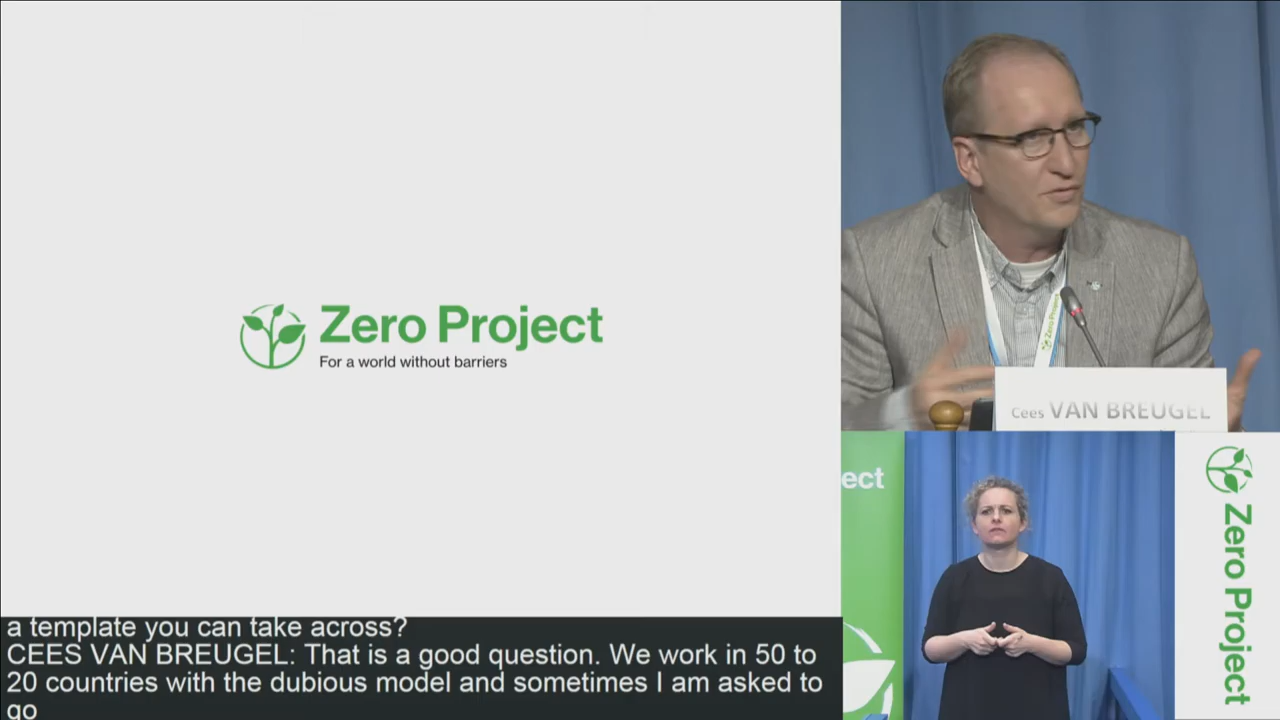 Zero Project
For a world without barriers
Zero Project
Cees VAN BREUGEL
ect
Zero Project
a template you can take across?
CEES VAN BREUGEL: That is a good question. We work in 50 to
20 countries with the dubious model and sometimes I am asked to
go